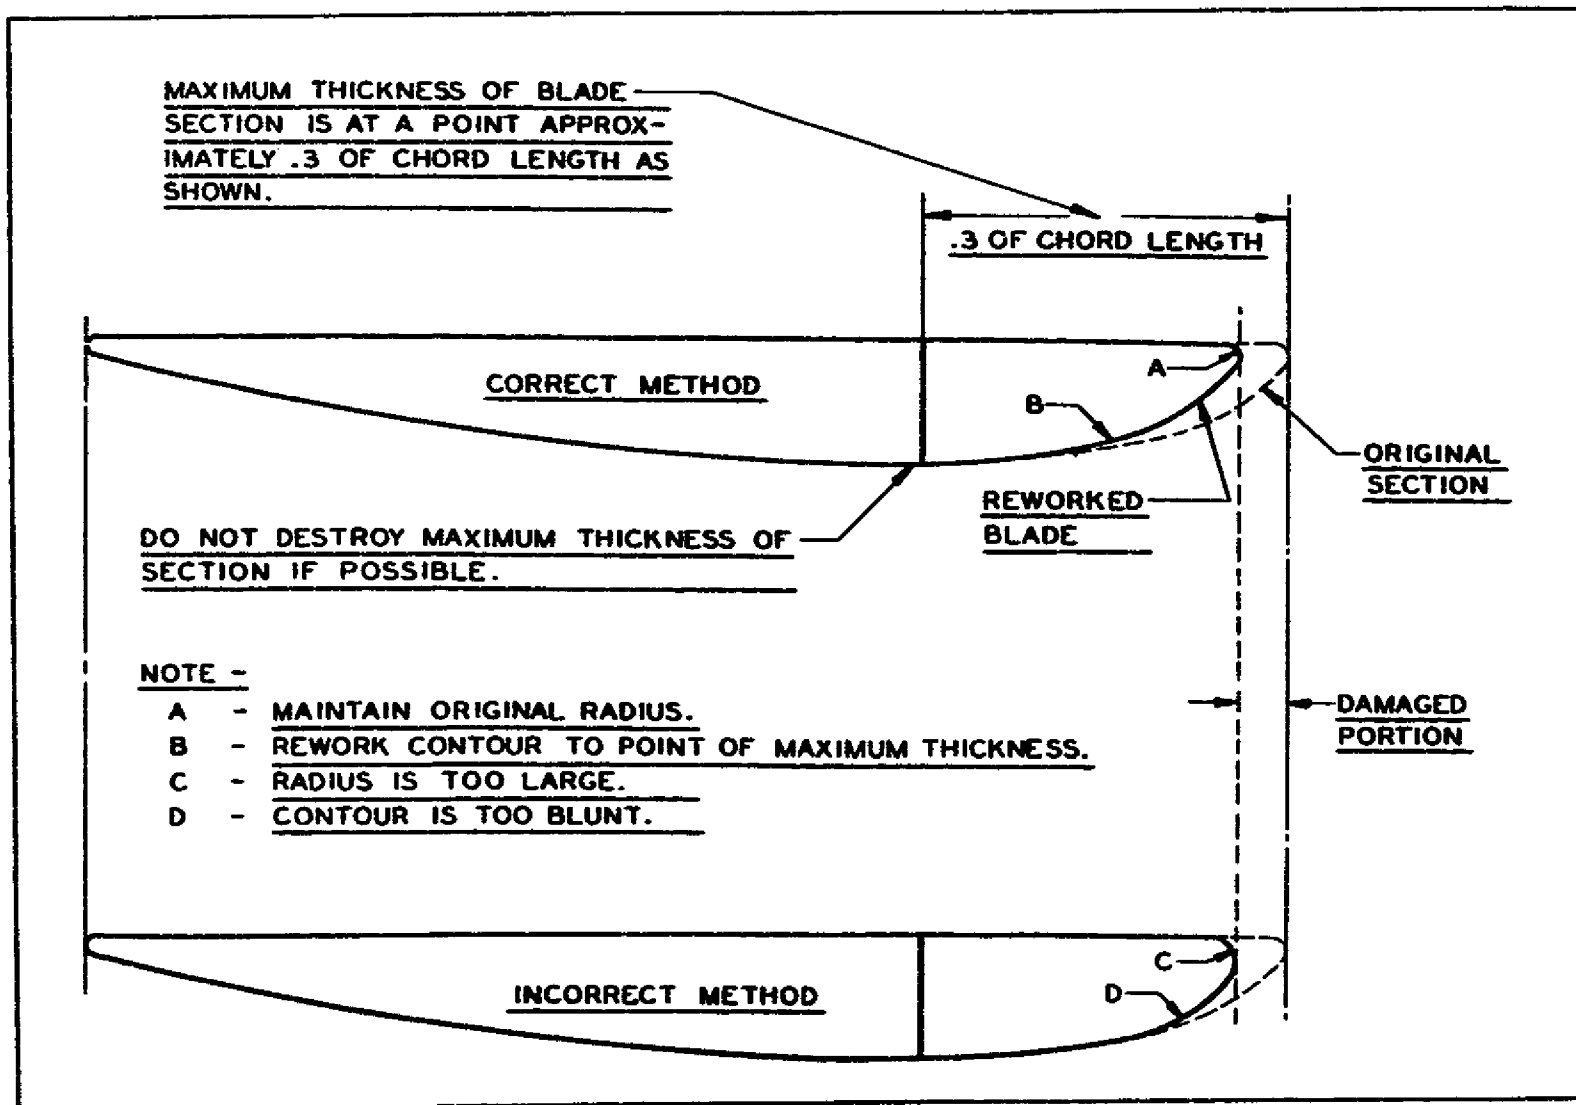 MAXIMUM THICKNESS OF BLADE
SECTION IS AT A POINT APPROX-
IMATELY .3 OF CHORD LENGTH AS
SHOWN.
.3 OF CHORD LENGTH
A
CORRECT METHOD
B
ORIGINAL
SECTION
REWORKED
BLADE
DO NOT DESTROY MAXIMUM THICKNESS OF
SECTION IF POSSIBLE.
NOTE -
A - MAINTAIN ORIGINAL RADIUS.
B - REWORK CONTOUR TO POINT OF MAXIMUM THICKNESS.
C - RADIUS IS TOO LARGE.
D - CONTOUR IS TOO BLUNT.
DAMAGED
PORTION
C
D
INCORRECT METHOD